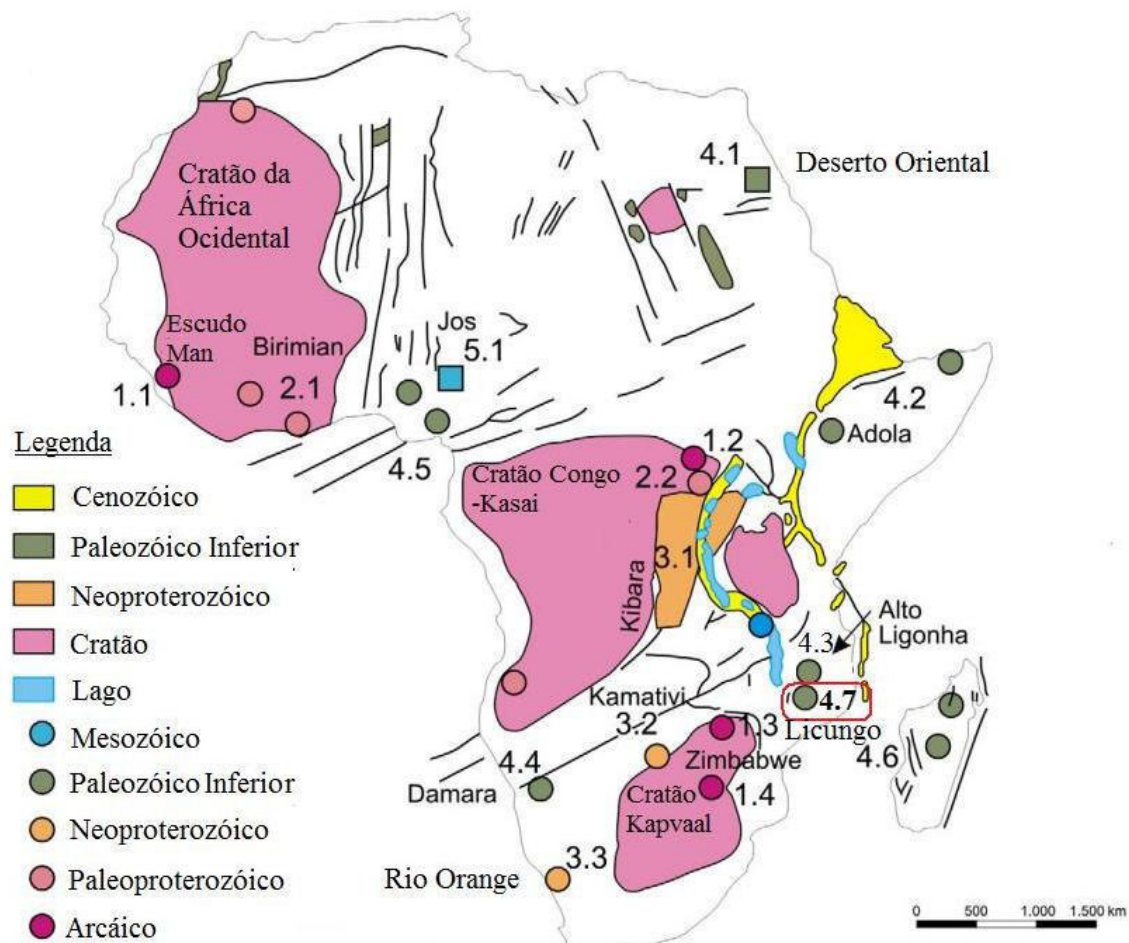 4.1
Deserto Oriental
Cratão da
África
Ocidental
Escudo
Man
Birimian
1.1
2.1
Jos
5.1
4.2
Adola
Legenda
Cenozóico
Paleozóico Inferior
Neoproterozóico
Cratão
Lago
Mesozóico
Paleozóico Inferior
Neoproterozóico
Paleoproterozóico
Arcáico
4.5
Cratão Congo
-Kasai
1.2
2.2
3.1
Kibara
Alto
Ligonha
4.3
4.7
Licungo
Kamativi
3.2
1.3
Zimbabwe
4.6
4.4
Damara
1.4
Cratão
Kapvaal
3.3
Rio Orange
0 500 1.000 1.500 km